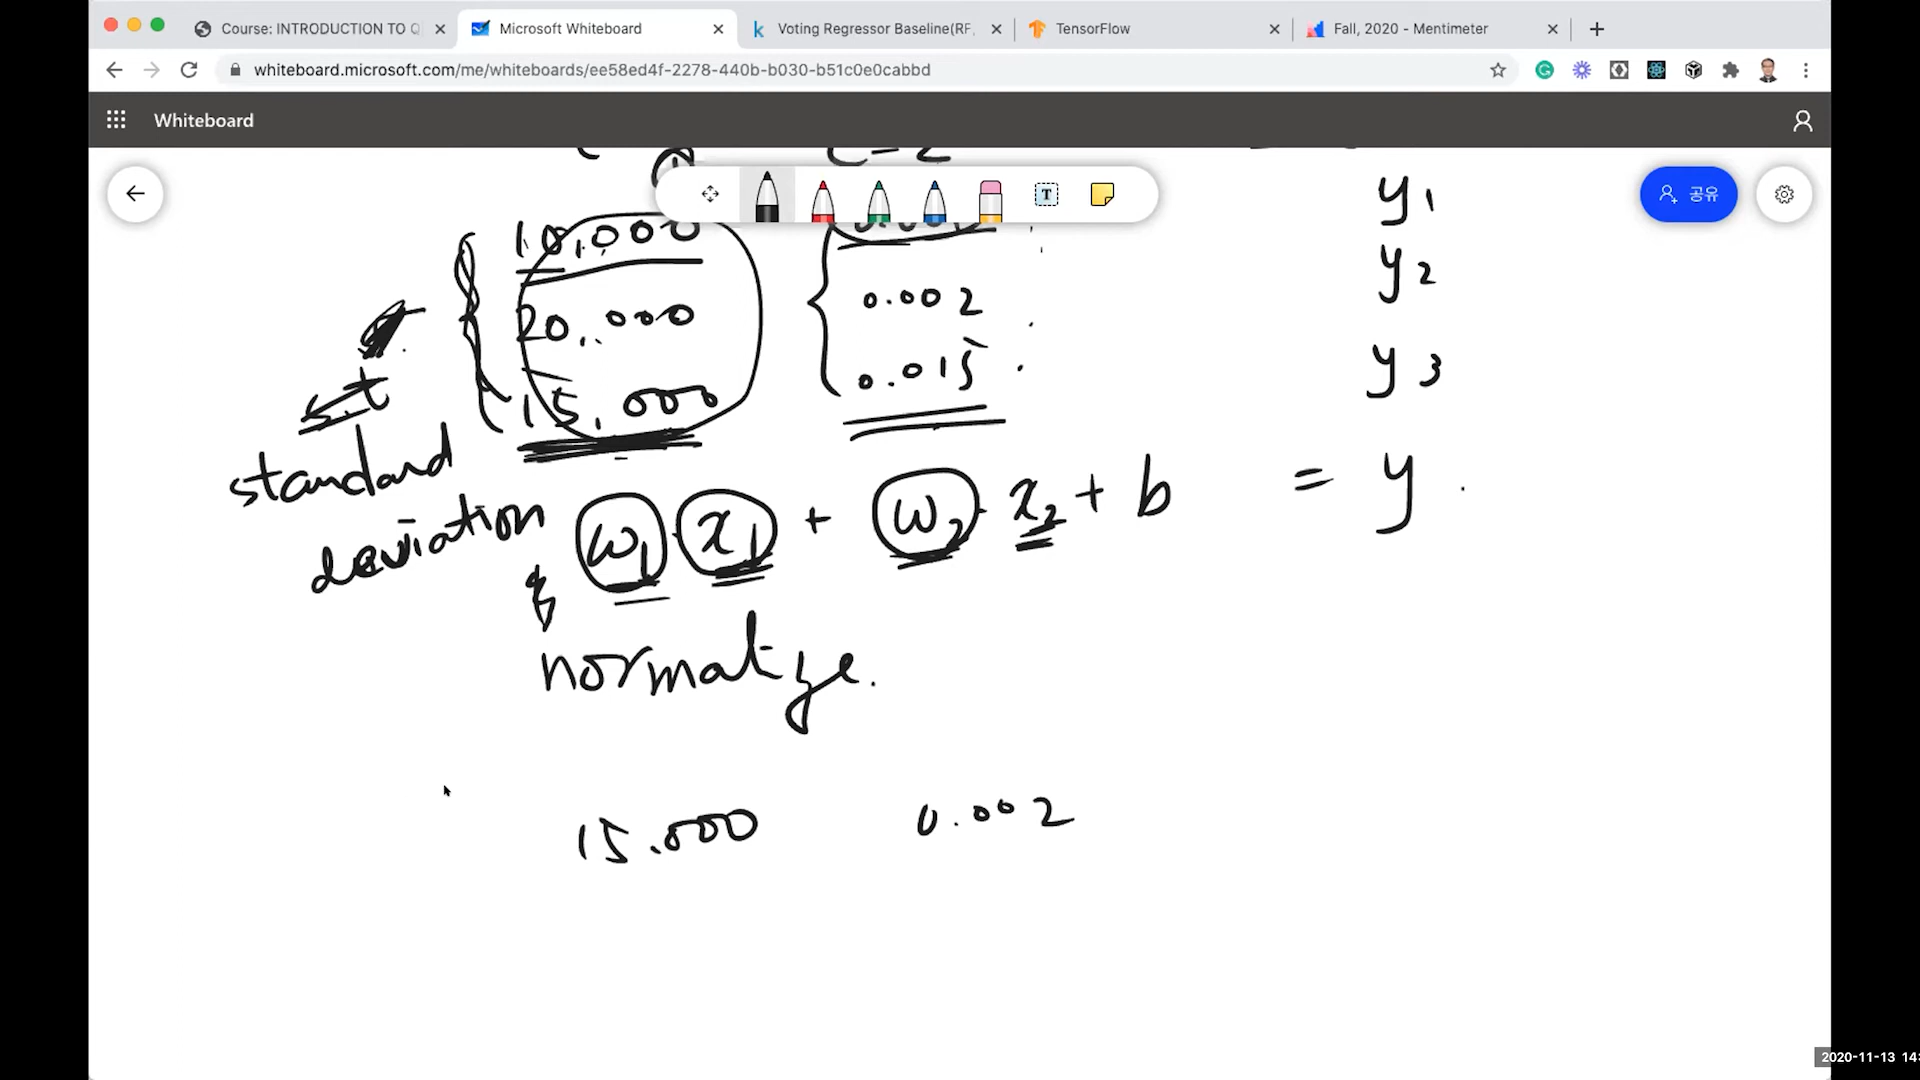 Course: INTRODUCTION TO Q
Microsoft Whiteboard
Voting Regressor Baseline(RF,
TensorFlow
Fall, 2020 - Mentimeter
whiteboard.microsoft.com/me/whiteboards/ee58ed4f-2278-440b-b030-b51c0e0cabbd
Whiteboard
공유
10,000 y1
20,000 0.002 y2
15,000 0.015 y3
s.t
standard
deviation
w1 · x1 + w2 · x2 + b = y.
&
normalize.
15.000 0.002
2020-11-13 14: